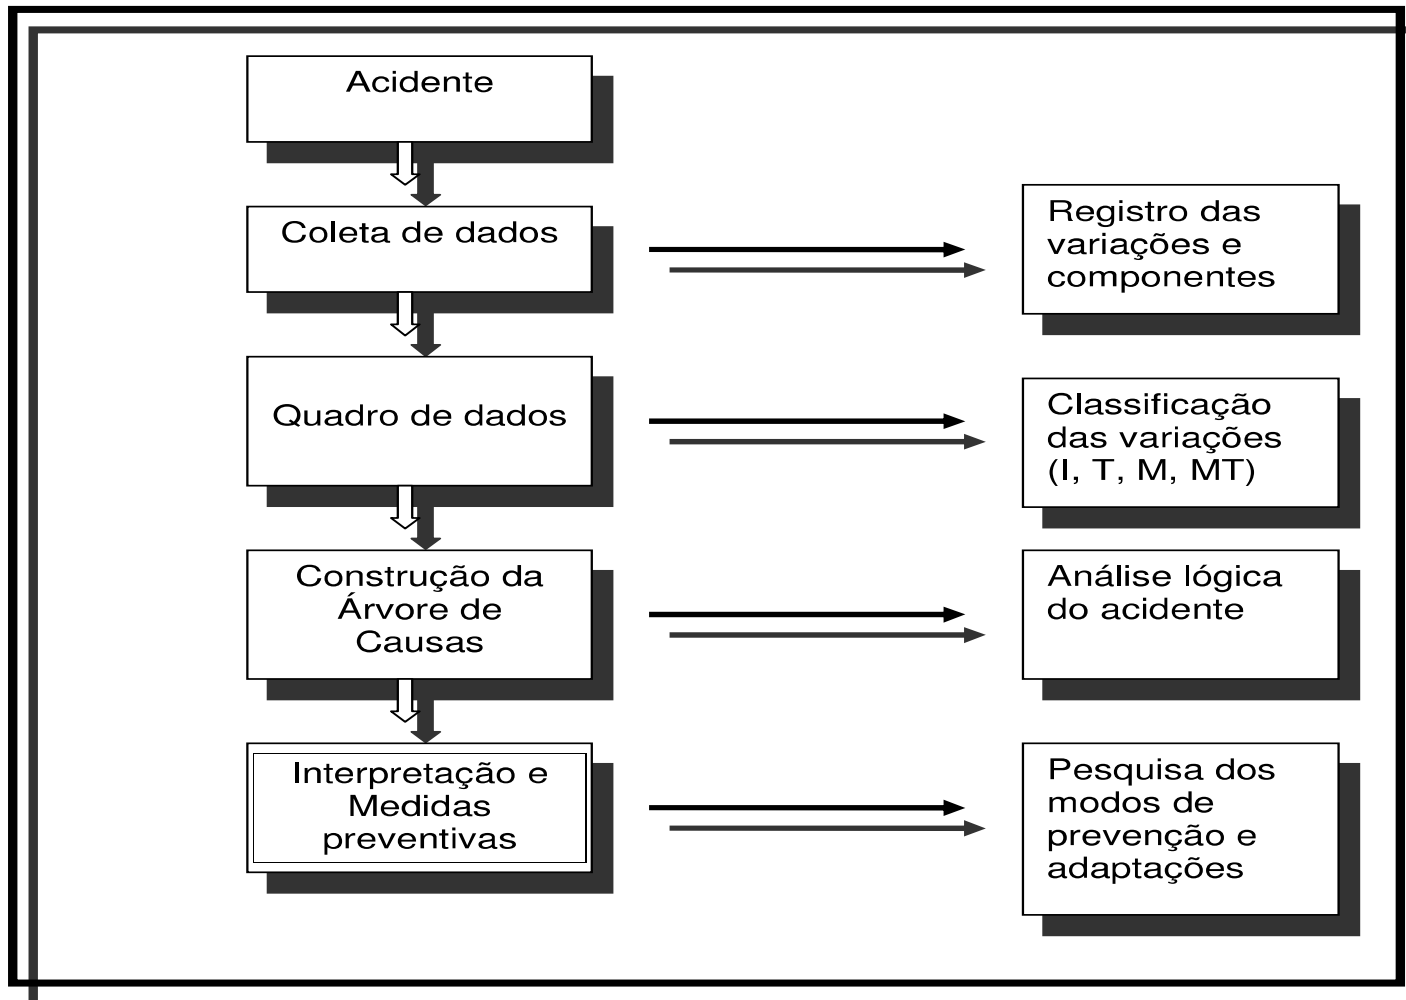 Acidente
Coleta de dados
Registro das
variações e
componentes
Quadro de dados
Classificação
das variações
(I, T, M, MT)
Construção da
Árvore de
Causas
Análise lógica
do acidente
Interpretação e
Medidas
preventivas
Pesquisa dos
modos de
prevenção e
adaptações